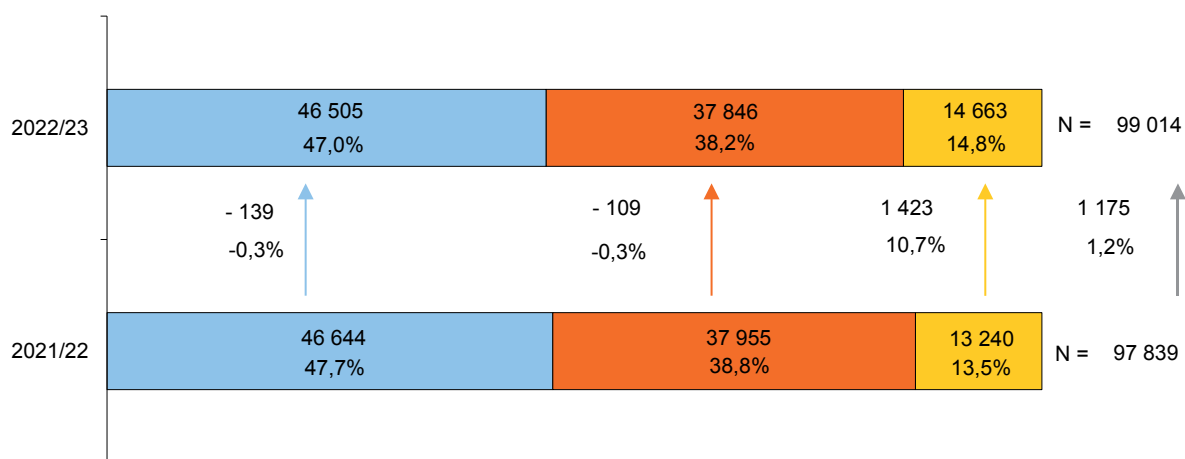 46 505 37 846 14 663
2022/23 N = 99 014
47,0% 38,2% 14,8%
- 139 - 109 1 423 1 175
-0,3% -0,3% 10,7% 1,2%
46 644 37 955 13 240
2021/22 N = 97 839
47,7% 38,8% 13,5%